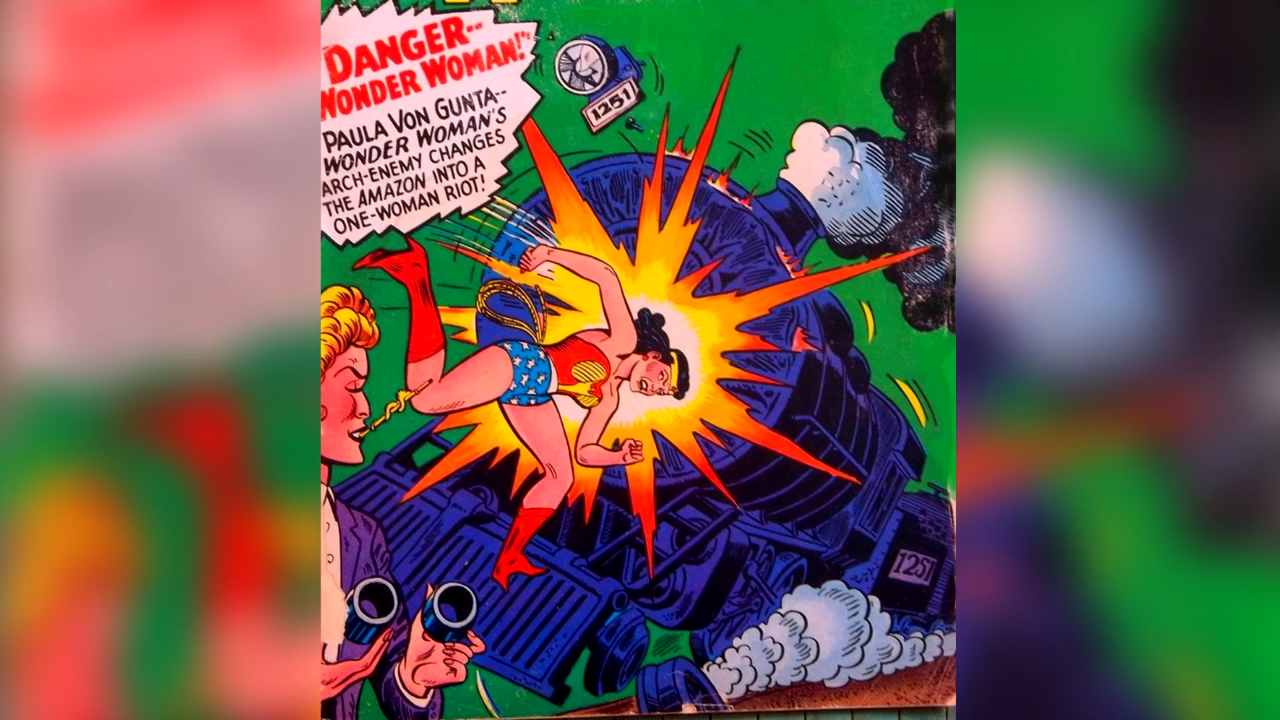 DANGER--
WONDER WOMAN!"
PAULA VON GUNTA--
WONDER WOMAN'S
ARCH-ENEMY CHANGES
THE AMAZON INTO A
ONE-WOMAN RIOT!
1251
1251